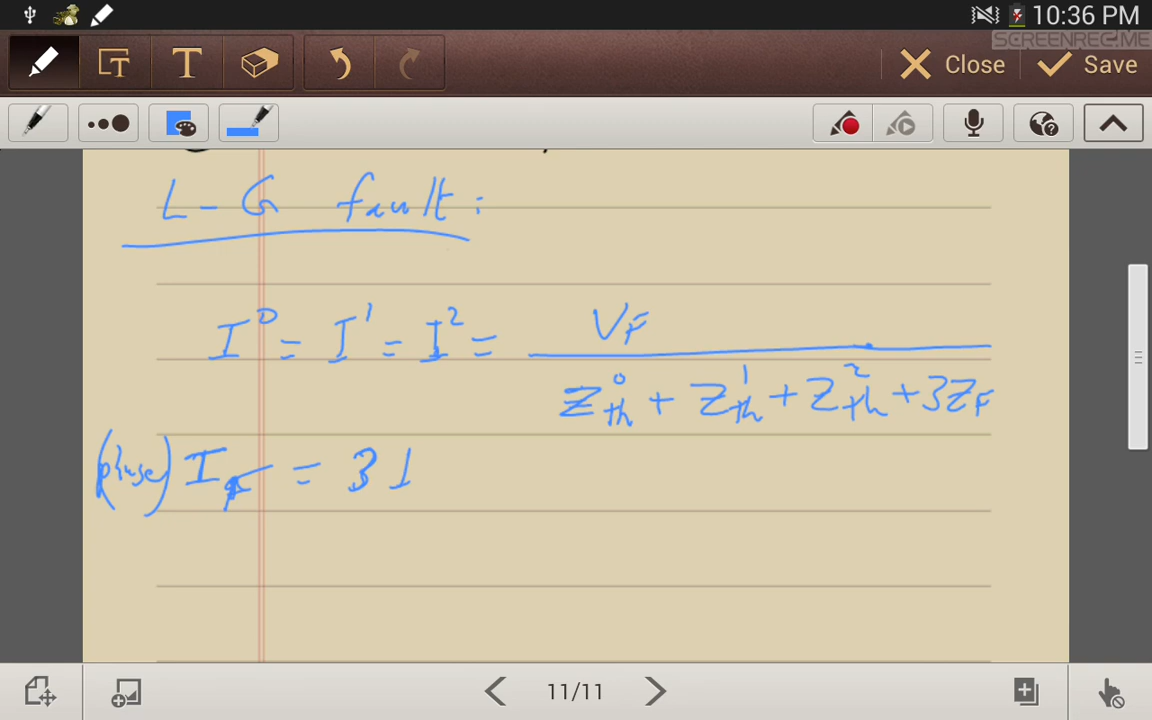 10:36 PM
SCREENREC.ME
T T Close Save
L-G fault:
I⁰ = I¹ = I² = VF
Z⁰th + Z¹th + Z²th + 3ZF
(phase) IF = 3I
11/11